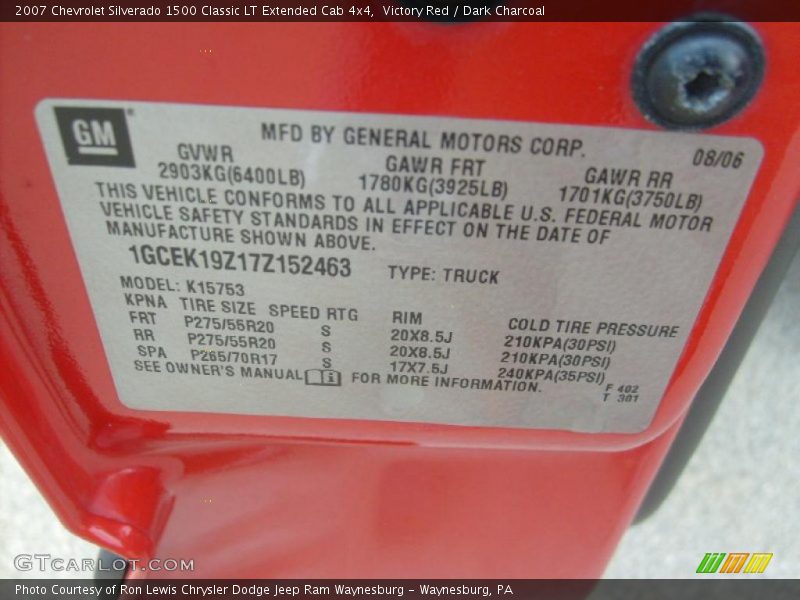 2007 Chevrolet Silverado 1500 Classic LT Extended Cab 4x4,  Victory Red / Dark Charcoal
GM
MFD BY GENERAL MOTORS CORP.
08/06
GVWR GAWR FRT GAWR RR
2903KG(6400LB) 1780KG(3925LB) 1701KG(3750LB)
THIS VEHICLE CONFORMS TO ALL APPLICABLE U.S. FEDERAL MOTOR
VEHICLE SAFETY STANDARDS IN EFFECT ON THE DATE OF
MANUFACTURE SHOWN ABOVE.
1GCEK19Z17Z152463 TYPE: TRUCK
MODEL: K15753
KPNA TIRE SIZE SPEED RTG RIM COLD TIRE PRESSURE
FRT P275/55R20 S 20X8.5J 210KPA(30PSI)
RR P275/55R20 S 20X8.5J 210KPA(30PSI)
SPA P265/70R17 S 17X7.5J 240KPA(35PSI)
SEE OWNER'S MANUAL FOR MORE INFORMATION.
F 402
T 301
GTCARLOT.COM
Photo Courtesy of Ron Lewis Chrysler Dodge Jeep Ram Waynesburg - Waynesburg, PA